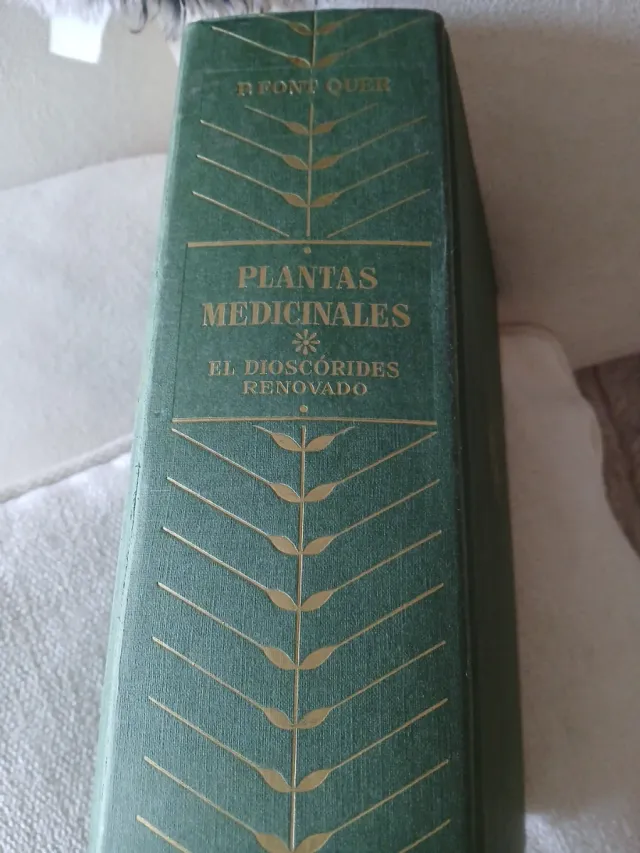 P. FONT QUER
PLANTAS
MEDICINALES
EL DIOSCÓRIDES
RENOVADO